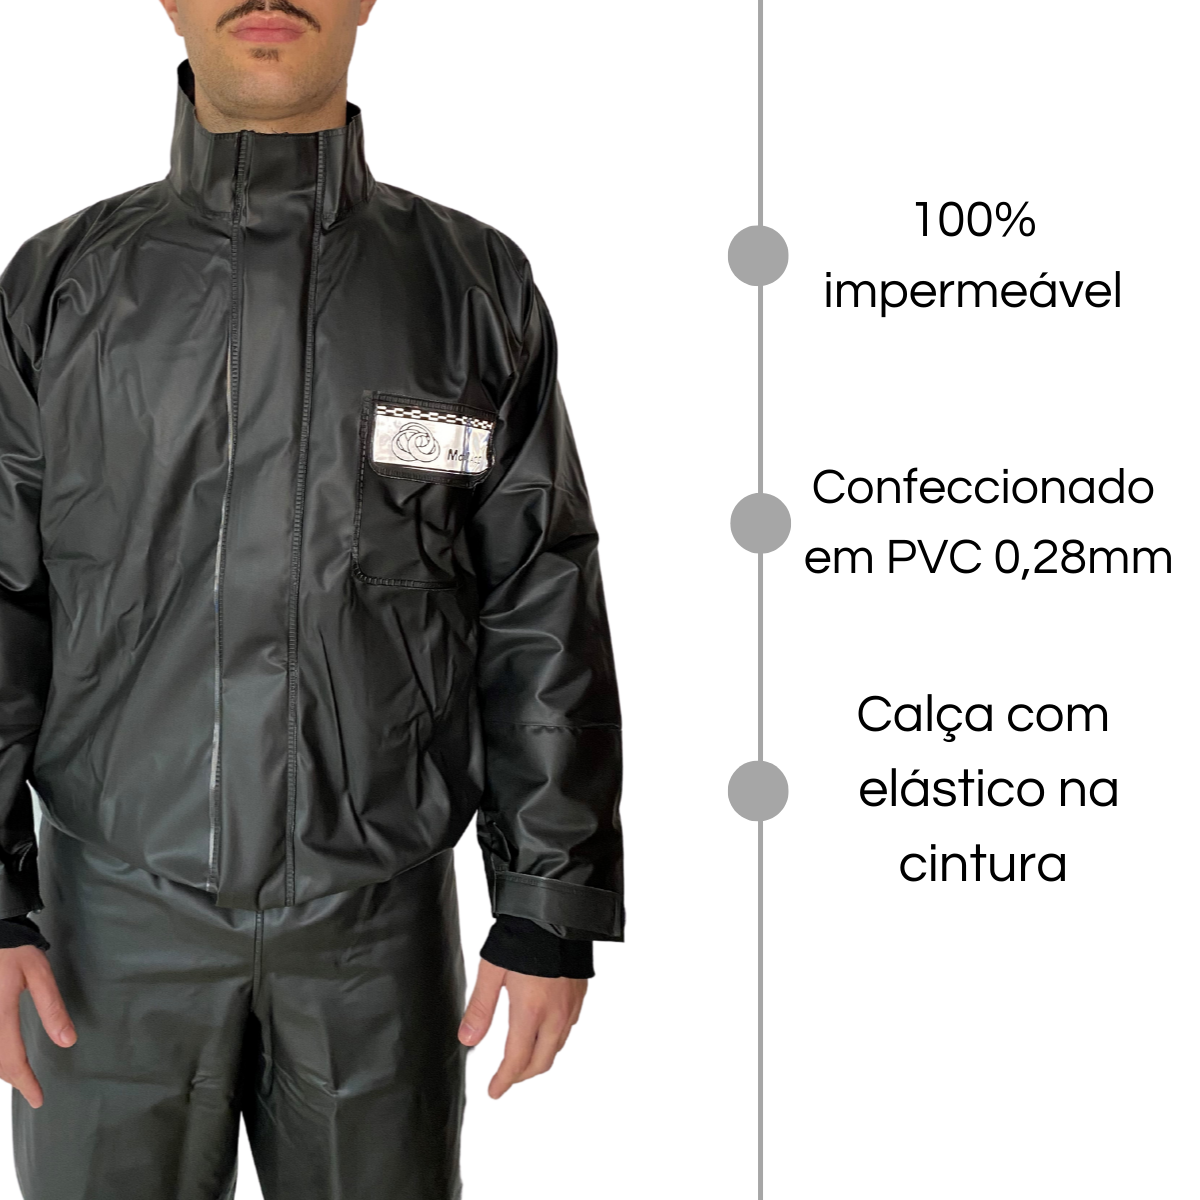 100%
impermeável
Confeccionado
em PVC 0,28mm
Calça com
elástico na
cintura